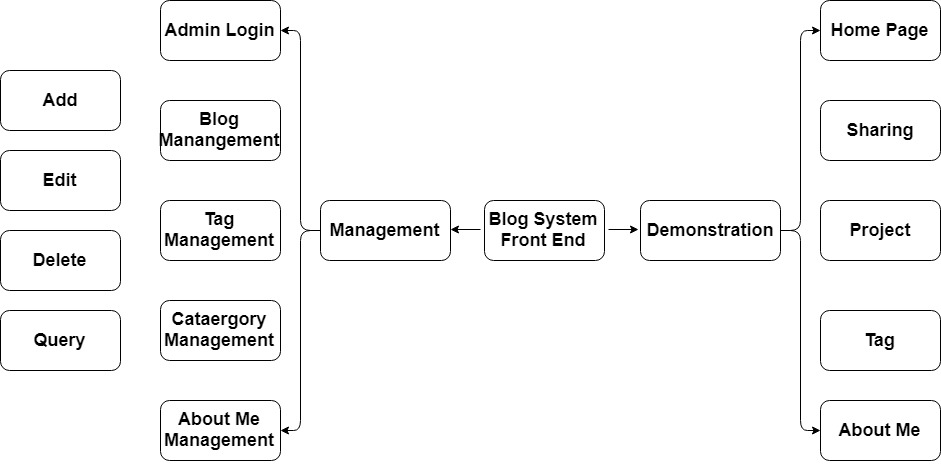 Admin Login
Home Page
Add
Blog
Manangement
Sharing
Edit
Tag
Management
Management
Blog System
Front End
Demonstration
Project
Delete
Cataergory
Management
Tag
Query
About Me
Management
About Me